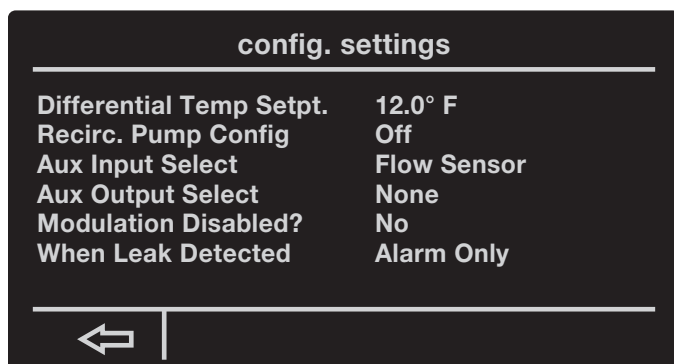 config. settings
Differential Temp Setpt. 12.0° F
Recirc. Pump Config Off
Aux Input Select Flow Sensor
Aux Output Select None
Modulation Disabled? No
When Leak Detected Alarm Only